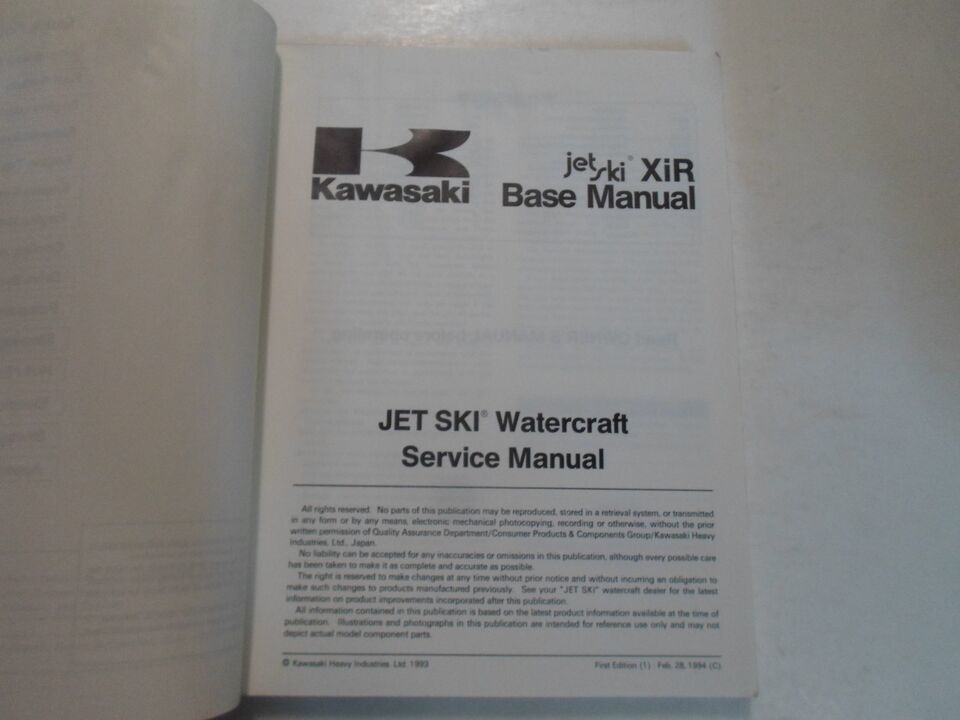 Kawasaki
jet ski® XiR
Base Manual
JET SKI® Watercraft
Service Manual
All rights reserved. No parts of this publication may be reproduced, stored in a retrieval system, or transmitted
in any form or by any means, electronic mechanical photocopying, recording or otherwise, without the prior
written permission of Quality Assurance Department/Consumer Products & Components Group/Kawasaki Heavy
Industries, Ltd., Japan.
No liability can be accepted for any inaccuracies or omissions in this publication, although every possible care
has been taken to make it as complete and accurate as possible.
The right is reserved to make changes at any time without prior notice and without incurring an obligation to
make such changes to products manufactured previously. See your "JET SKI" watercraft dealer for the latest
information on product improvements incorporated after this publication.
All information contained in this publication is based on the latest product information available at the time of
publication. Illustrations and photographs in this publication are intended for reference use only and may not
depict actual model component parts.
© Kawasaki Heavy Industries, Ltd. 1993
First Edition (1) : Feb. 28, 1994 (C)